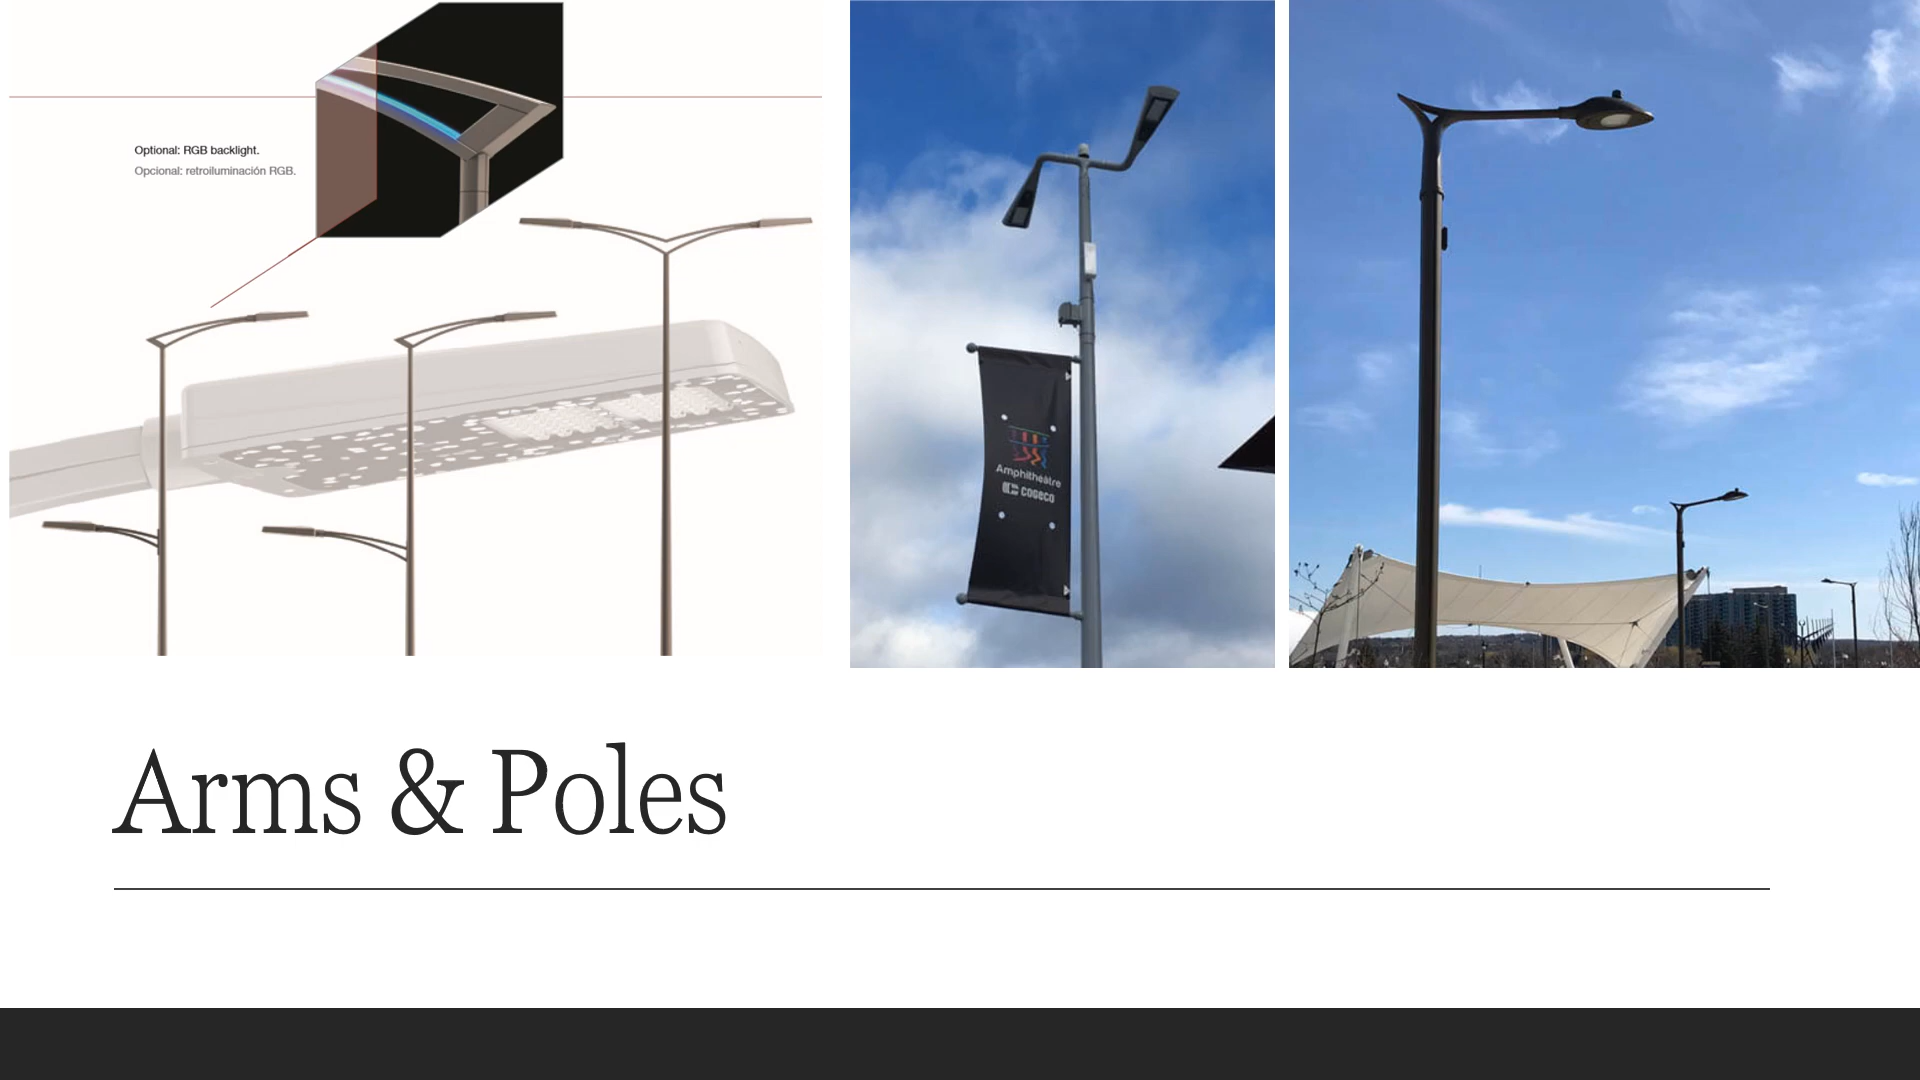 Optional: RGB backlight.
Opcional: retroiluminación RGB.
Amphithéâtre
cogeco
Arms & Poles